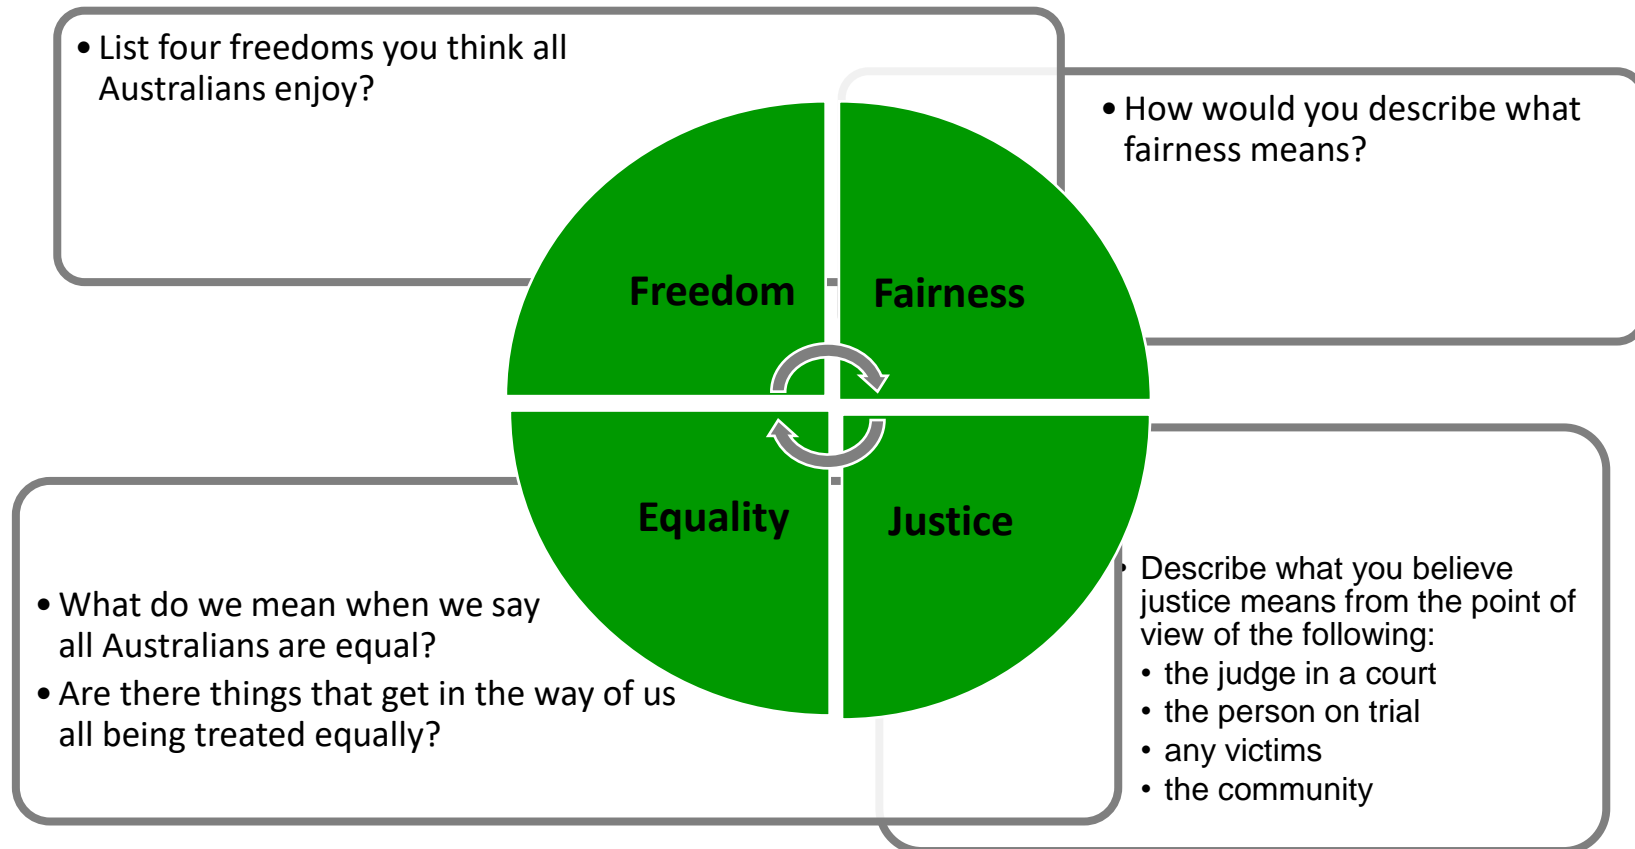 • List four freedoms you think all
Australians enjoy?
• How would you describe what
fairness means?
Freedom
Fairness
Equality
Justice
• What do we mean when we say
all Australians are equal?
• Are there things that get in the way of us
all being treated equally?
• Describe what you believe
justice means from the point of
view of the following:
• the judge in a court
• the person on trial
• any victims
• the community